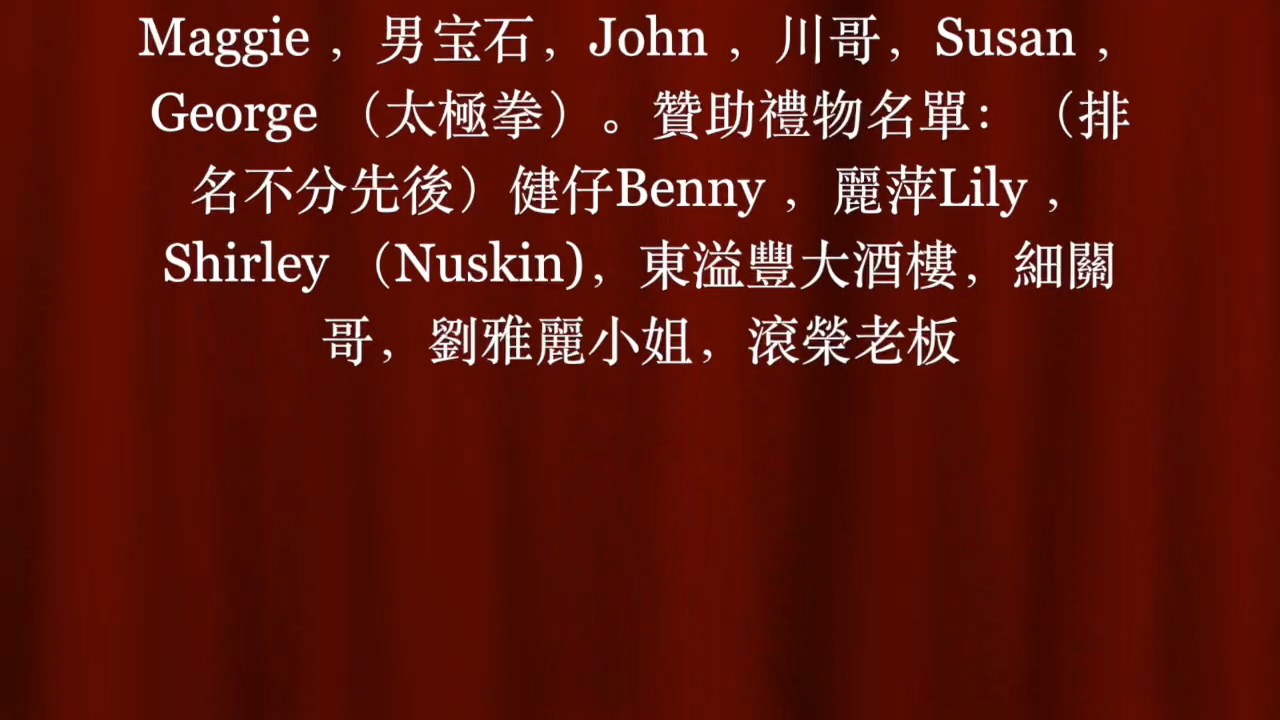 Maggie ，男宝石，John ，川哥，Susan ，
George （太極拳）。贊助禮物名單：（排
名不分先後）健仔Benny ，麗萍Lily ，
Shirley （Nuskin)，東溢豐大酒樓，細關
哥，劉雅麗小姐，滾榮老板